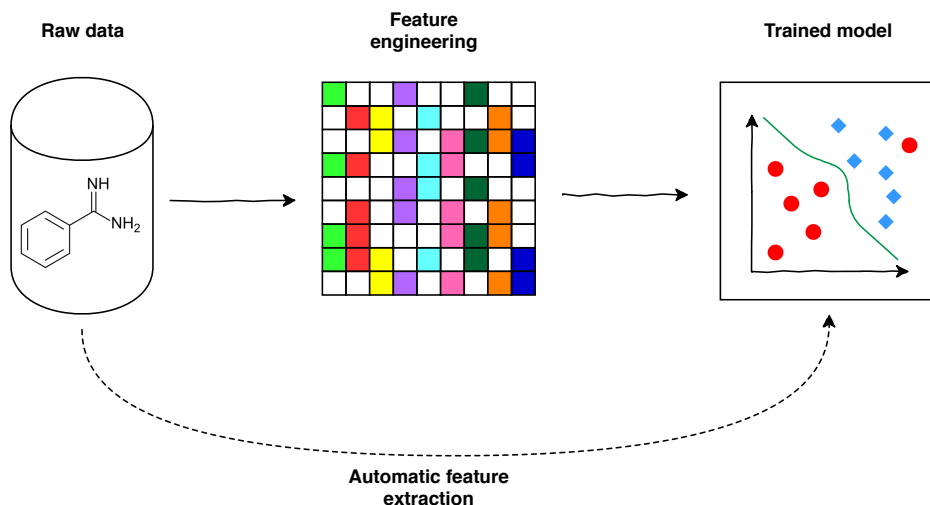 Raw data
Feature
engineering
Trained model
NH
NH2
Automatic feature
extraction